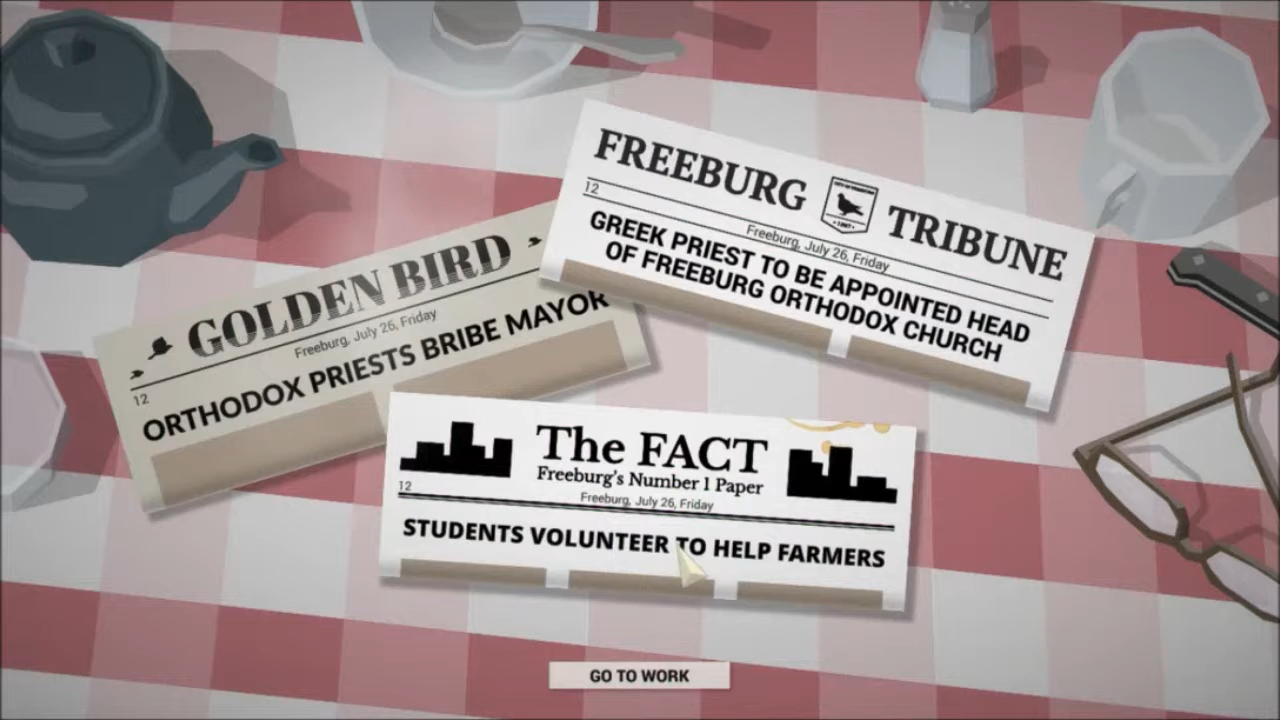 FREEBURG TRIBUNE
12
Freeburg, July 26, Friday
GREEK PRIEST TO BE APPOINTED HEAD
OF FREEBURG ORTHODOX CHURCH
GOLDEN BIRD
Freeburg, July 26, Friday
12
ORTHODOX PRIESTS BRIBE MAYOR
The FACT
Freeburg's Number 1 Paper
12
Freeburg, July 26, Friday
STUDENTS VOLUNTEER TO HELP FARMERS
GO TO WORK